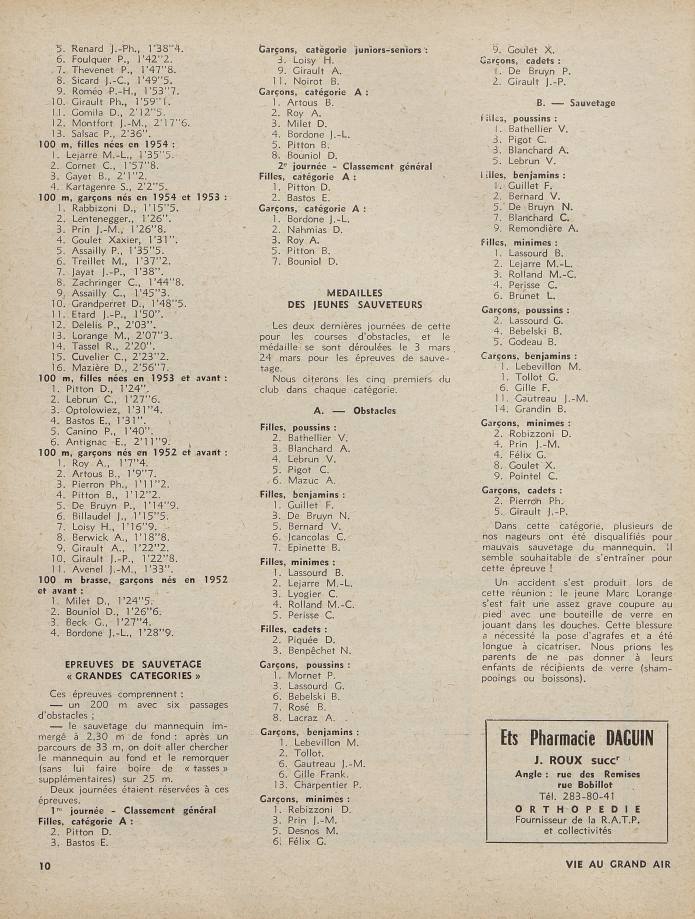 5. Renard J.-Ph., 1'38"4.
6. Foulquer P., 1'42"2.
7. Thevenet P., 1'47"8.
8. Sicard J.-C., 1'49"5.
9. Roméo P.-H., 1'53"7.
10. Girault Ph., 1'59"1.
11. Gomila D., 2'12"5.
12. Montfort J.-M., 2'17"6.
13. Salsac P., 2'36".
100 m, filles nées en 1954 :
1. Lejarre M.-L., 1'35"5.
2. Cornet C., 1'57"8.
3. Gayet B., 2'1"2.
4. Kartagenre S., 2'2"5.
100 m, garçons nés en 1954 et 1953 :
1. Rabbizoni D., 1'15"5.
2. Lentenegger., 1'26".
3. Prin J.-M., 1'26"8.
4. Goulet Xaxier, 1'31".
5. Assailly P., 1'35"5.
6. Treillet M., 1'37"2.
7. Jayat J.-P., 1'38".
8. Zachringer C., 1'44"8
9. Assailly C., 1'45"3.
10. Grandperret D., 1'48"5.
11. Etard J.-P., 1'50".
12. Delelis P., 2'03".
13. Lorange M., 2'07"3.
14. Tassel R., 2'20".
15. Cuvelier C., 2'23"2.
16. Mazière D., 2'56"7.
100 m, filles nées en 1953 et avant :
1. Pitton D., 1'24".
2. Lebrun C., 1'27"6.
3. Optolowiez, 1'31"4.
4. Bastos E., 1'31".
5. Canino P., 1'40".
6. Antignac E., 2'11"9.
100 m, garçons nés en 1952 et avant :
1. Roy A., 1'7"4.
2. Artous B., 1'9"7.
3. Pierron Ph., 1'11"2.
4. Pitton B., 1'12"2.
5. De Bruyn P., 1'14"9.
6. Billaudel J., 1'15"5.
7. Loisy H., 1'16"9.
8. Berwick A., 1'18"8.
9. Girault A., 1'22"2.
10. Girault J.-P., 1'22"8.
11. Avenel J.-M., 1'33".
100 m brasse, garçons nés en 1952
et avant :
1. Milet D., 1'24"5.
2. Bouniol D., 1'26"6.
3. Beck G., 1'27"4.
4. Bordone J.-L., 1'28"9.
EPREUVES DE SAUVETAGE
« GRANDES CATEGORIES »
Ces épreuves comprennent :
— un 200 m avec six passages
d'obstacles ;
— le sauvetage du mannequin im-
mergé à 2,30 m de fond : après un
parcours de 33 m, on doit aller chercher
le mannequin au fond et le remorquer
(sans lui faire boire de « tasses »
supplémentaires) sur 25 m.
Deux journées étaient réservées à ces
épreuves.
1re journée - Classement général
Filles, catégorie A :
2. Pitton D.
3. Bastos E.
Garçons, catégorie juniors-seniors :
3. Loisy H.
9. Girault A.
11. Noirot B.
Garçons, catégorie A :
1. Artous B.
2. Roy A.
3. Milet D.
4. Bordone J.-L.
5. Pitton B.
8. Bouniol D.
2e journée - Classement général
Filles, catégorie A :
1. Pitton D.
2. Bastos E.
Garçons, catégorie A :
1. Bordone J.-L.
2. Nahmias D.
3. Roy A.
5. Pitton B.
7. Bouniol D.
MEDAILLES
DES JEUNES SAUVETEURS
Les deux dernières journées de cette
pour les courses d'obstacles, et le
médaille se sont déroulées le 3 mars
24 mars pour les épreuves de sauve-
tage.
Nous citerons les cinq premiers du
club dans chaque catégorie.
A. — Obstacles
Filles, poussins :
2. Bathellier V.
3. Blanchard A.
4. Lebrun V.
5. Pigot C.
6. Mazuc A.
Filles, benjamins :
1. Guillet F.
3. De Bruyn N.
5. Bernard V.
6. Jcancolas C.
7. Epinette B.
Filles, minimes :
1. Lassourd B.
2. Lejarre M.-L.
3. Lyogier C.
4. Rolland M.-C.
5. Perisse C.
Filles, cadets :
2. Piquée D.
3. Benpêchet N.
Garçons, poussins :
1. Mornet P.
3. Lassourd G.
6. Bebelski B.
7. Rosé B.
8. Lacraz A.
Garçons, benjamins :
1. Lebevillon M.
2. Tollot.
6. Gautreau J.-M.
6. Gille Frank.
13. Charpentier P.
Garçons, minimes :
1. Rebizzoni D.
3. Prin J.-M.
5. Desnos M.
6. Félix G.
9. Goulet X.
Garçons, cadets :
1. De Bruyn P.
2. Girault J.-P.
B. — Sauvetage
Filles, poussins :
1. Bathellier V.
3. Pigot C.
3. Blanchard A.
5. Lebrun V.
Filles, benjamins :
1. Guillet F.
2. Bernard V.
5. De Bruyn N.
7. Blanchard C.
9. Remondière A.
Filles, minimes :
1. Lassourd B.
2. Lejarre M.-L.
3. Rolland M.-C.
4. Perisse C.
6. Brunet L.
Garçons, poussins :
2. Lassourd G.
4. Bebelski B.
5. Godeau B.
Garçons, benjamins :
1. Lebevillon M.
1. Tollot G.
6. Gille F.
11. Gautreau J.-M.
14. Grandin B.
Garçons, minimes :
2. Robizzoni D.
4. Prin J.-M.
4. Félix G.
8. Goulet X.
9. Pointel C.
Garçons, cadets :
2. Pierron Ph.
5. Girault J.-P.
Dans cette catégorie, plusieurs de
nos nageurs ont été disqualifiés pour
mauvais sauvetage du mannequin. Il
semble souhaitable de s'entraîner pour
cette épreuve !
Un accident s'est produit lors de
cette réunion : le jeune Marc Lorange
s'est fait une assez grave coupure au
pied avec une bouteille de verre en
jouant dans les douches. Cette blessure
a nécessité la pose d'agrafes et a été
longue à cicatriser. Nous prions les
parents de ne pas donner à leurs
enfants de récipients de verre (sham-
pooings ou boissons).
Ets Pharmacie DAGUIN
J. ROUX succr
Angle : rue des Remises
rue Bobillot
Tél. 283-80-41
ORTHOPEDIE
Fournisseur de la R.A.T.P.
et collectivités
10
VIE AU GRAND AIR